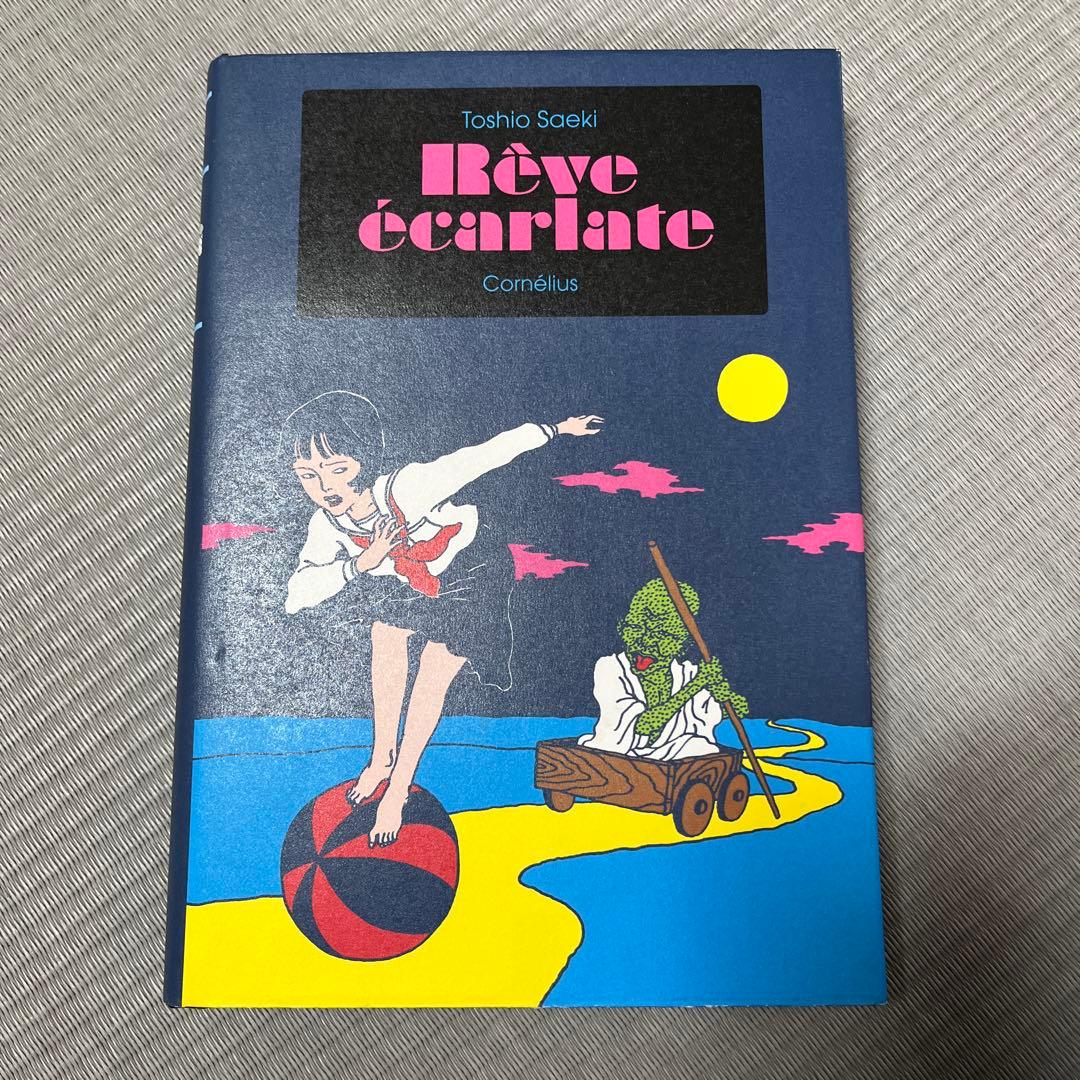 Toshio Saeki
Rêve
écarlate
Cornélius